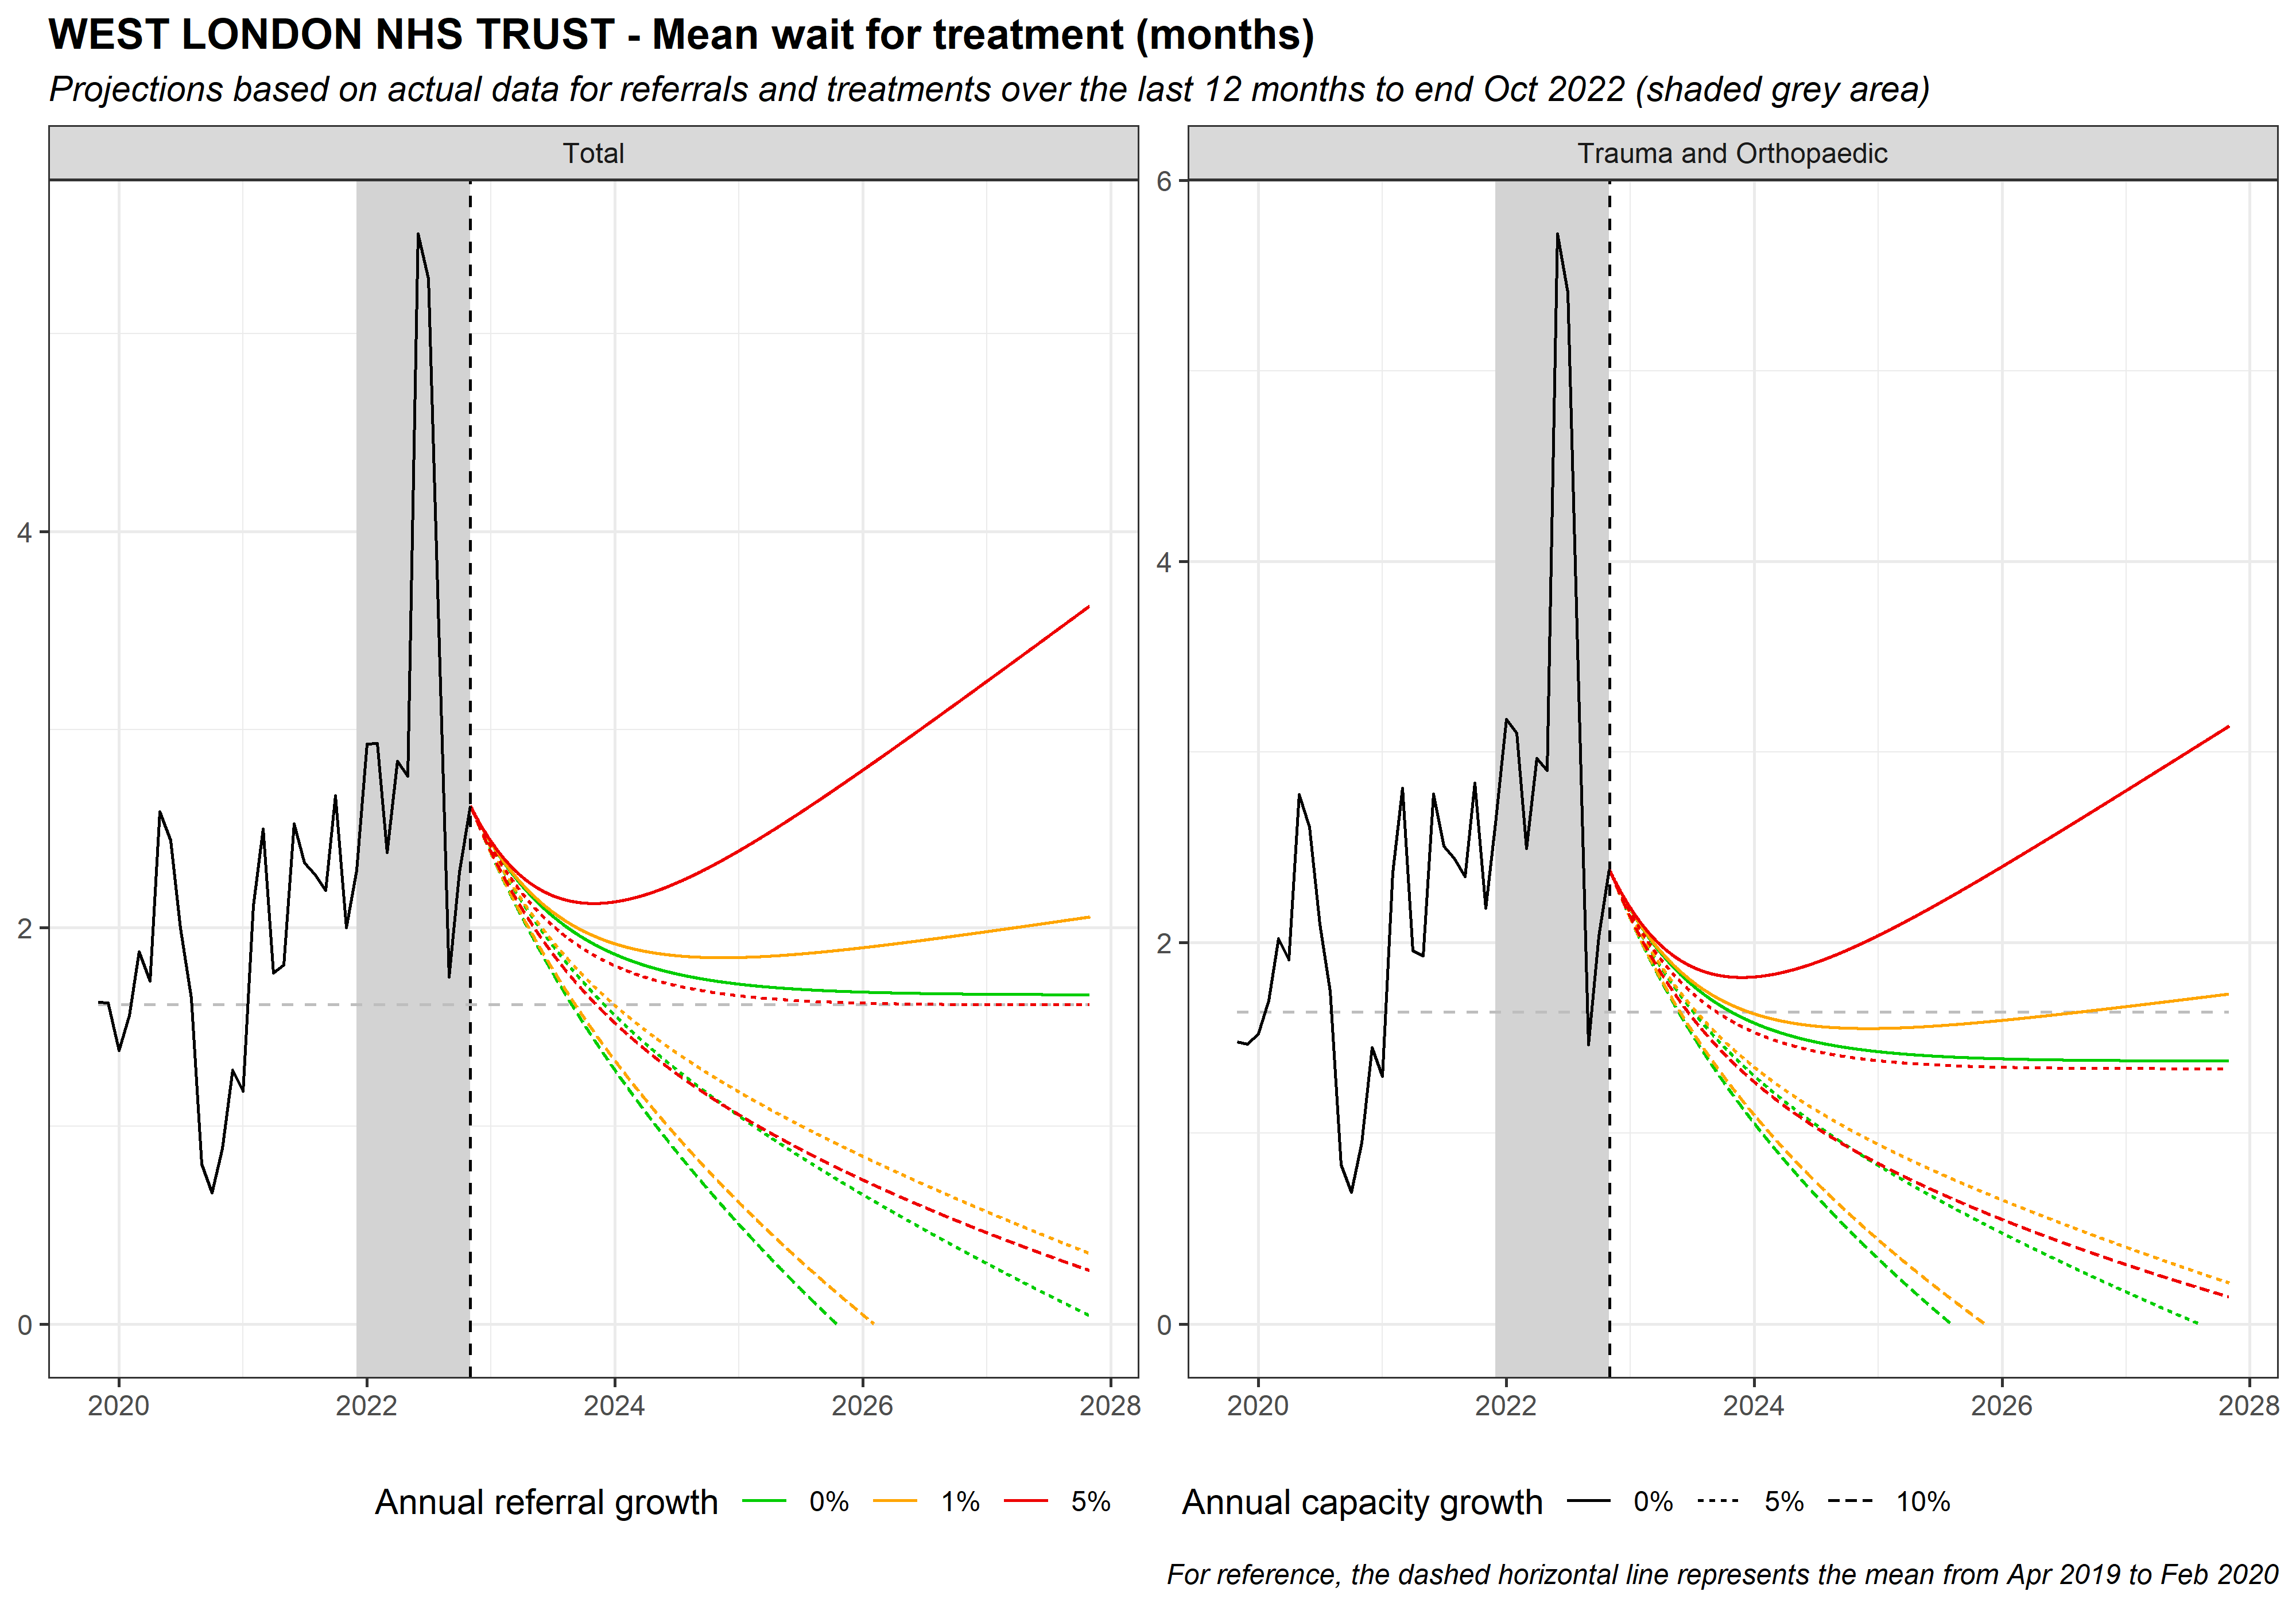 WEST LONDON NHS TRUST - Mean wait for treatment (months)
Projections based on actual data for referrals and treatments over the last 12 months to end Oct 2022 (shaded grey area)
Total
Trauma and Orthopaedic
4
2
0
6
4
2
0
2020 2022 2024 2026 2028
2020 2022 2024 2026 2028
Annual referral growth 0% 1% 5%
Annual capacity growth 0% 5% 10%
For reference, the dashed horizontal line represents the mean from Apr 2019 to Feb 2020